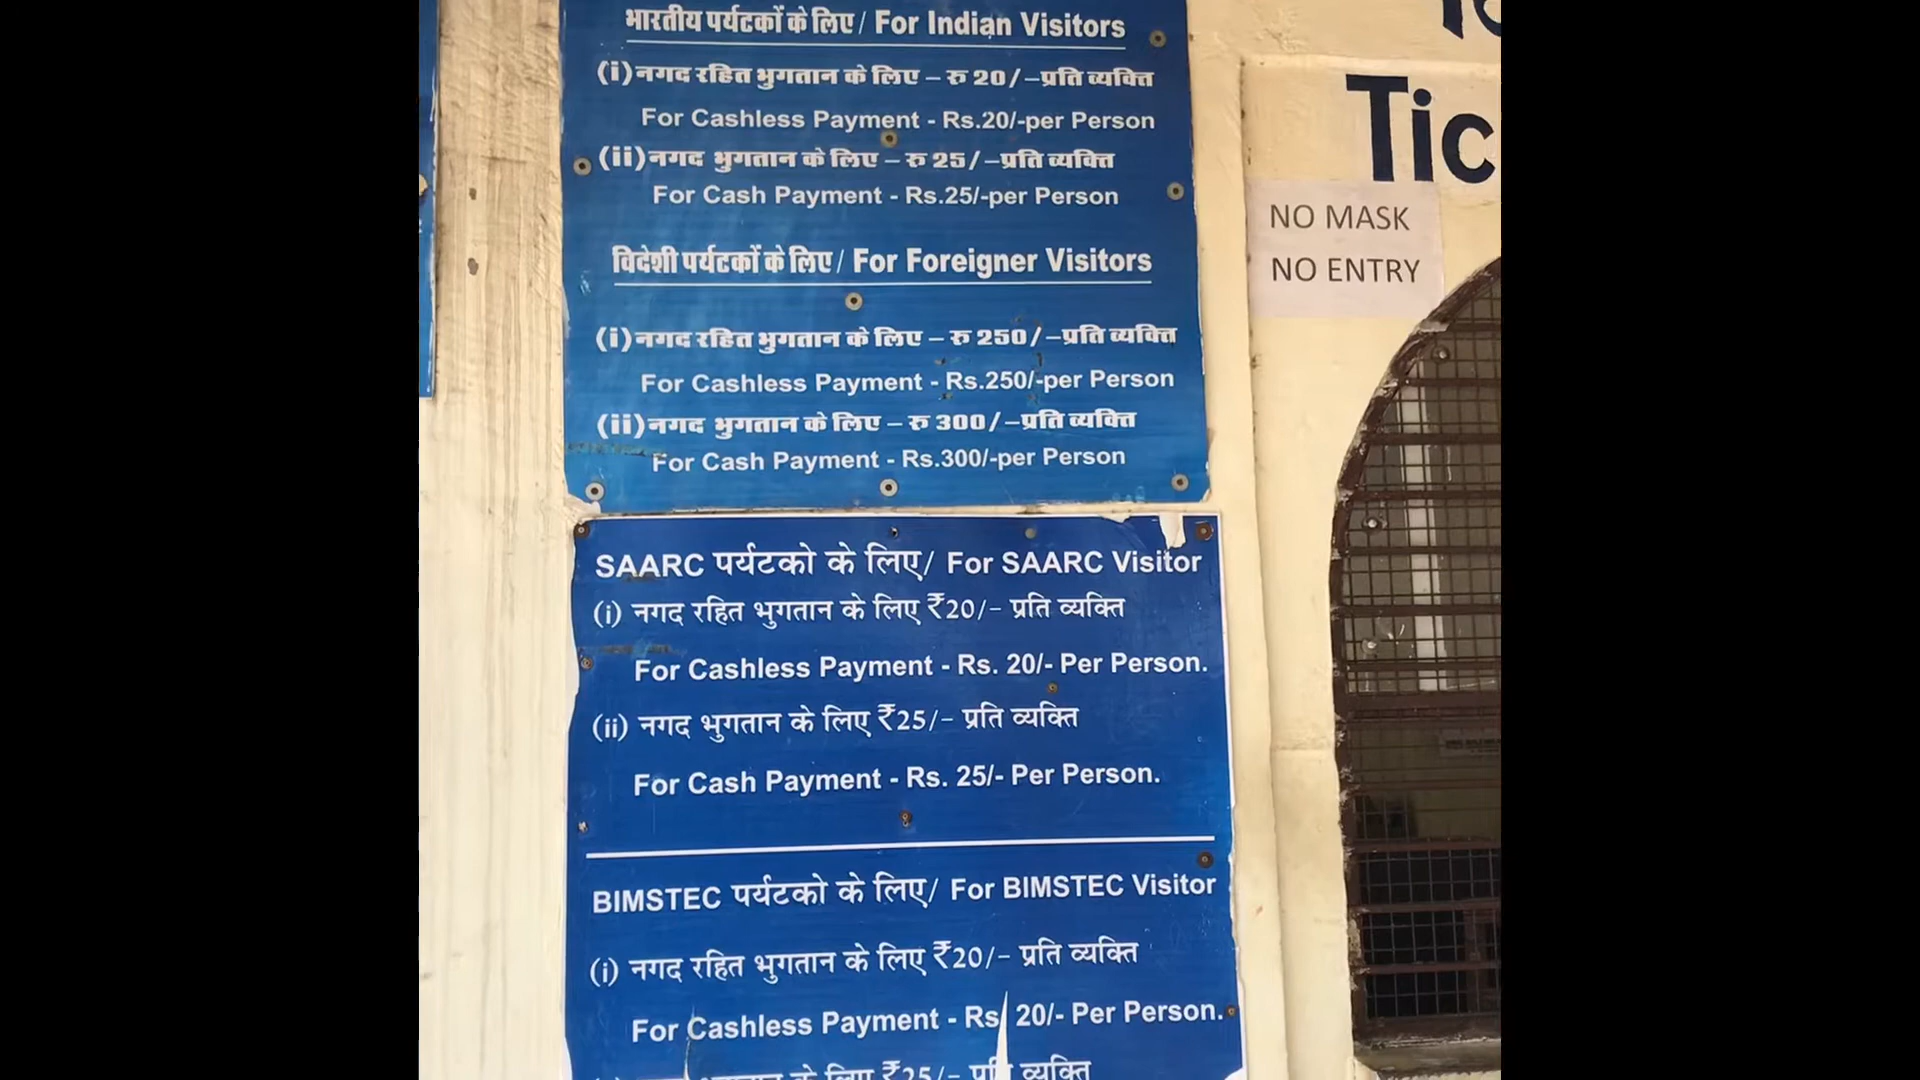 भारतीय पर्यटकों के लिए / For Indian Visitors
(i) नगद रहित भुगतान के लिए – रु 20/–प्रति व्यक्ति
For Cashless Payment - Rs.20/-per Person
(ii) नगद भुगतान के लिए – रु 25/–प्रति व्यक्ति
For Cash Payment - Rs.25/-per Person
विदेशी पर्यटकों के लिए / For Foreigner Visitors
(i) नगद रहित भुगतान के लिए – रु 250/–प्रति व्यक्ति
For Cashless Payment - Rs.250/-per Person
(ii) नगद भुगतान के लिए – रु 300/–प्रति व्यक्ति
For Cash Payment - Rs.300/-per Person
SAARC पर्यटको के लिए/ For SAARC Visitor
(i) नगद रहित भुगतान के लिए ₹20/- प्रति व्यक्ति
For Cashless Payment - Rs. 20/- Per Person.
(ii) नगद भुगतान के लिए ₹25/- प्रति व्यक्ति
For Cash Payment - Rs. 25/- Per Person.
BIMSTEC पर्यटको के लिए/ For BIMSTEC Visitor
(i) नगद रहित भुगतान के लिए ₹20/- प्रति व्यक्ति
For Cashless Payment - Rs. 20/- Per Person.
के लिए ₹25/- प्रति व्यक्ति
Tic
NO MASK
NO ENTRY